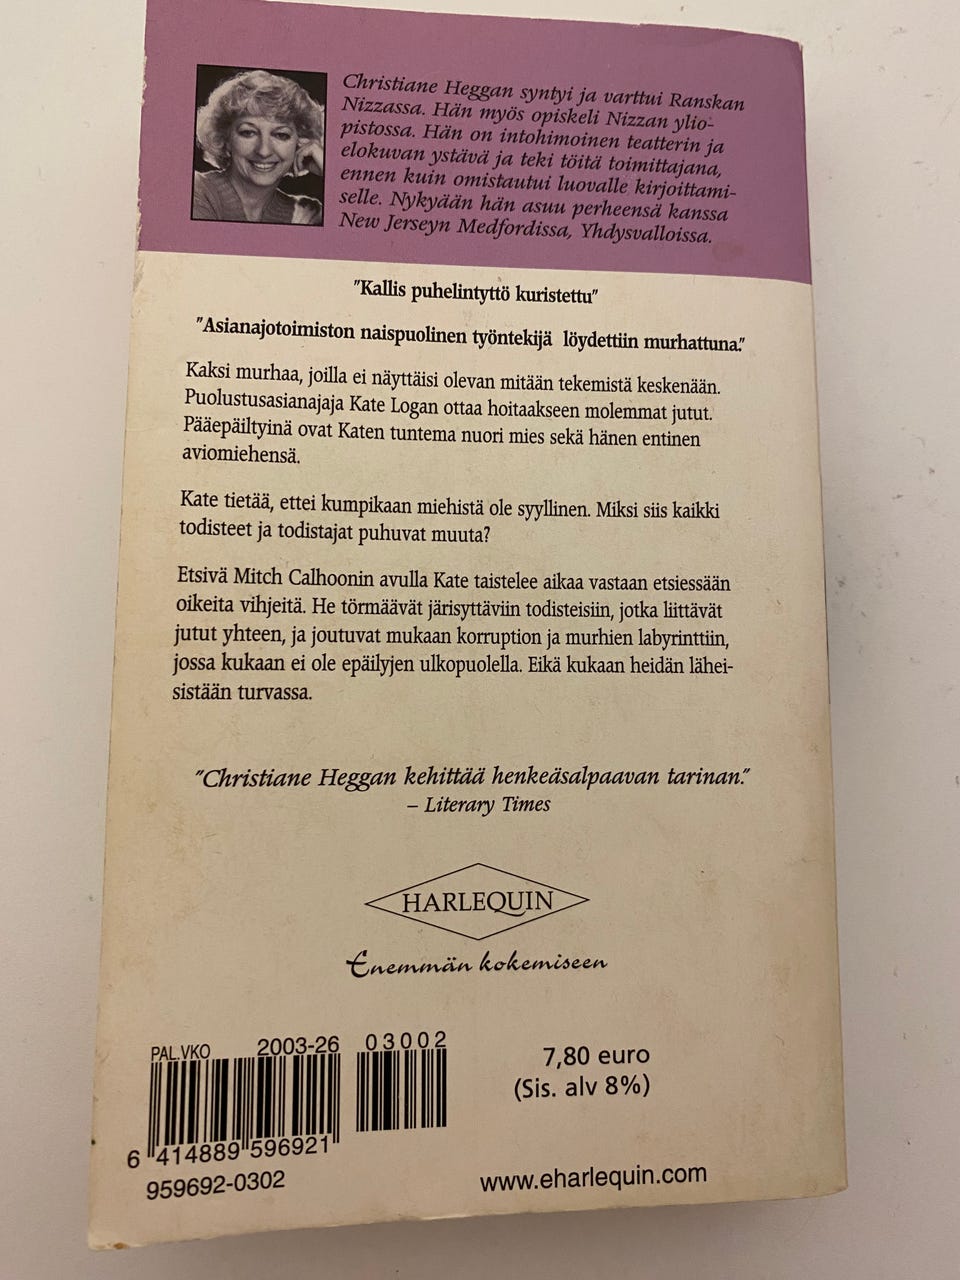 Christiane Heggan syntyi ja varttui Ranskan
Nizzassa. Hän myös opiskeli Nizzan ylio-
pistossa. Hän on intohimoinen teatterin ja
elokuvan ystävä ja teki töitä toimittajana,
ennen kuin omistautui luovalle kirjoittami-
selle. Nykyään hän asuu perheensä kanssa
New Jerseyn Medfordissa, Yhdysvalloissa.
"Kallis puhelintyttö kuristettu"
"Asianajotoimiston naispuolinen työntekijä löydettiin murhattuna."
Kaksi murhaa, joilla ei näyttäisi olevan mitään tekemistä keskenään.
Puolustusasianajaja Kate Logan ottaa hoitaakseen molemmat jutut.
Pääepäiltyinä ovat Katen tuntema nuori mies sekä hänen entinen
aviomiehensä.
Kate tietää, ettei kumpikaan miehistä ole syyllinen. Miksi siis kaikki
todisteet ja todistajat puhuvat muuta?
Etsivä Mitch Calhoonin avulla Kate taistelee aikaa vastaan etsiessään
oikeita vihjeitä. He törmäävät järisyttäviin todisteisiin, jotka liittävät
jutut yhteen, ja joutuvat mukaan korruption ja murhien labyrinttiin,
jossa kukaan ei ole epäilyjen ulkopuolella. Eikä kukaan heidän lähei-
sistään turvassa.
"Christiane Heggan kehittää henkeäsalpaavan tarinan."
– Literary Times
HARLEQUIN
Enemmän kokemiseen
PAL.VKO 2003-26 03002
7,80 euro
(Sis. alv 8%)
6 414889 596921
959692-0302
www.eharlequin.com